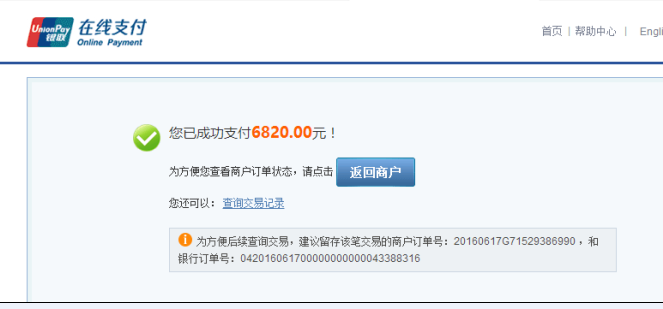 UnionPay 银联 在线支付
Online Payment
首页 | 帮助中心 | Engli
您已成功支付6820.00元！
为方便您查看商户订单状态，请点击 返回商户
您还可以： 查询交易记录
为方便后续查询交易，建议留存该笔交易的商户订单号：20160617G71529386990，和
银行订单号：04201606170000000000043388316